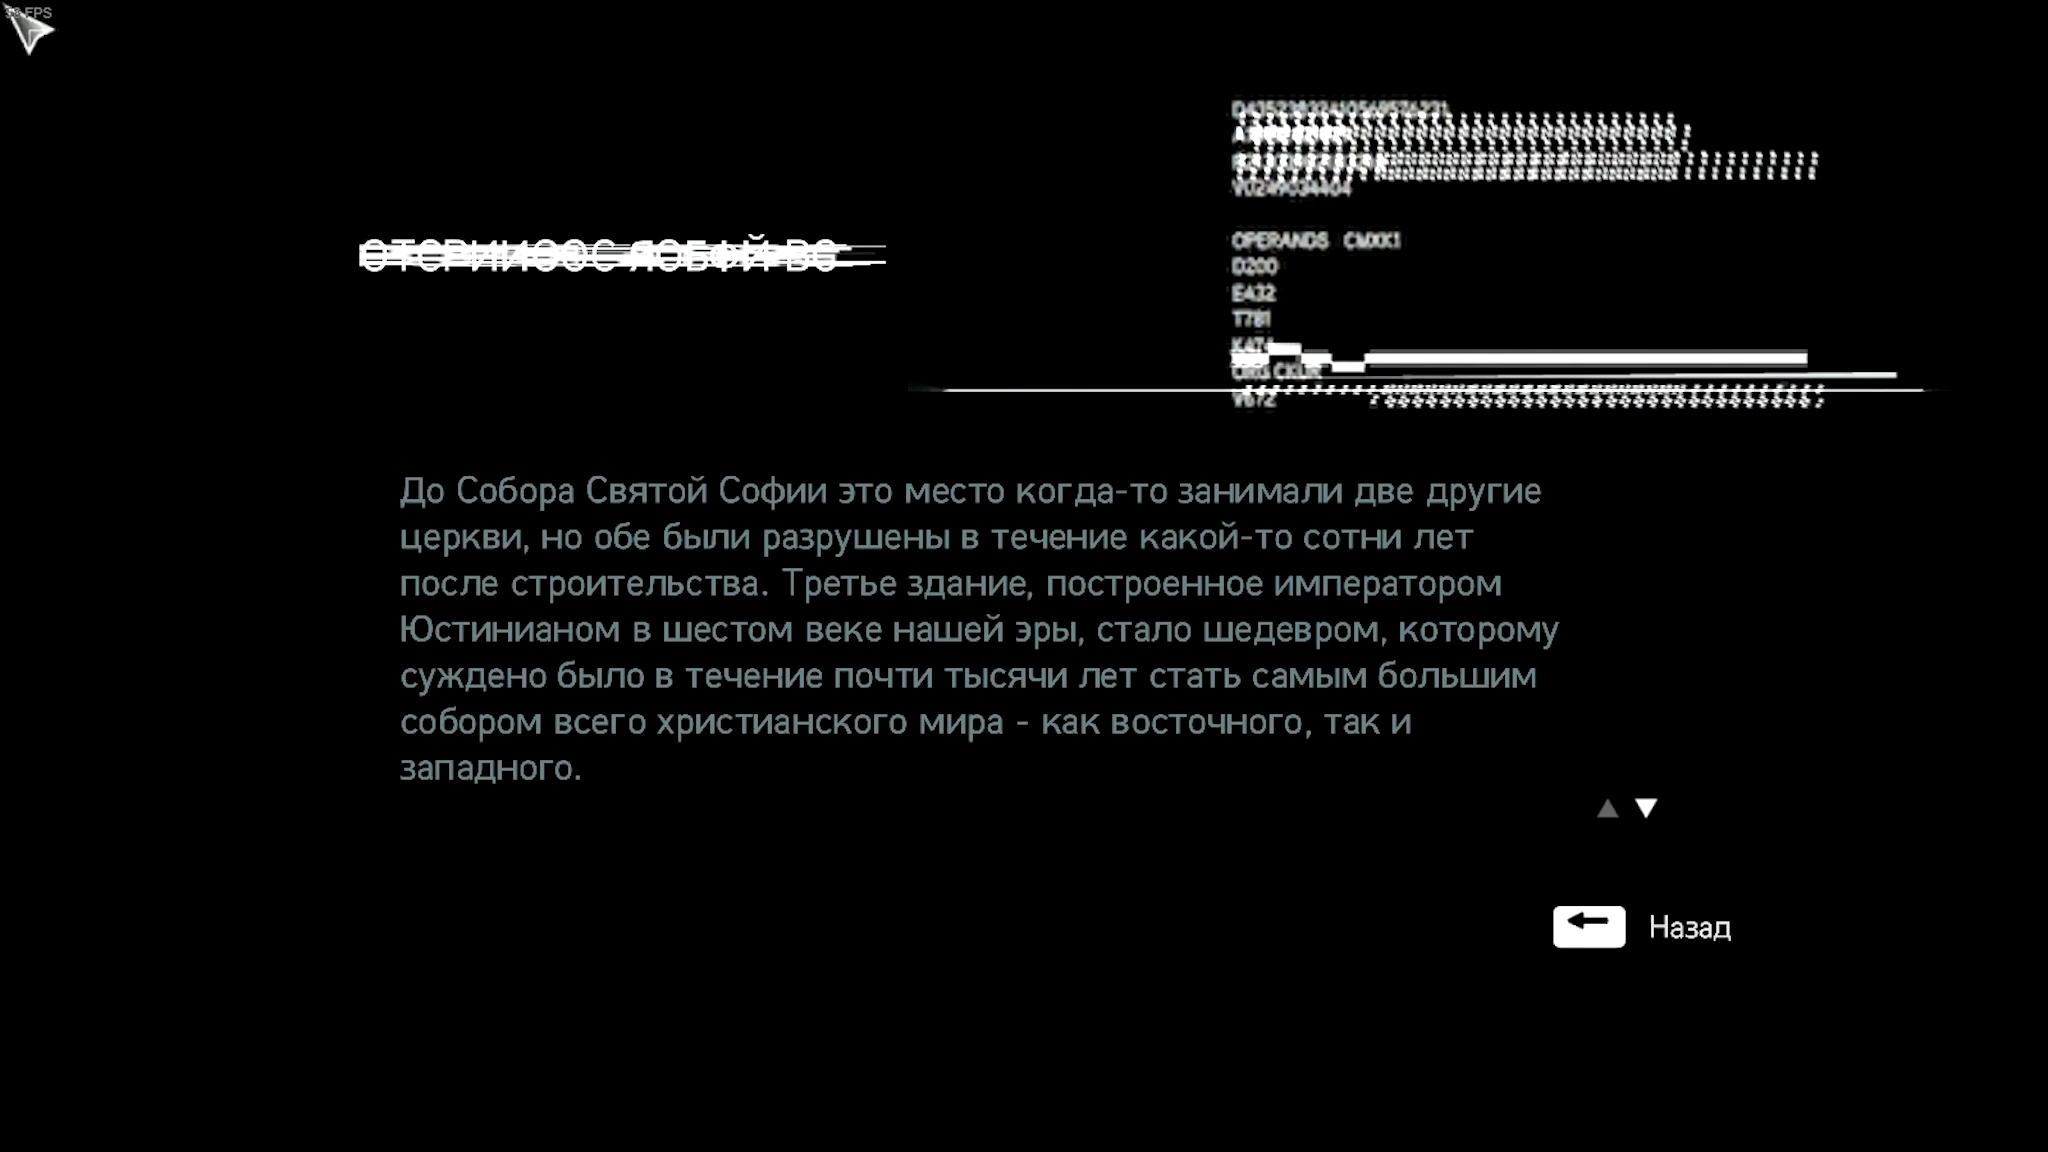 OPERANDS CMXK1
D200
E432
T781
V672
До Собора Святой Софии это место когда-то занимали две другие
церкви, но обе были разрушены в течение какой-то сотни лет
после строительства. Третье здание, построенное императором
Юстинианом в шестом веке нашей эры, стало шедевром, которому
суждено было в течение почти тысячи лет стать самым большим
собором всего христианского мира - как восточного, так и
западного.
Назад